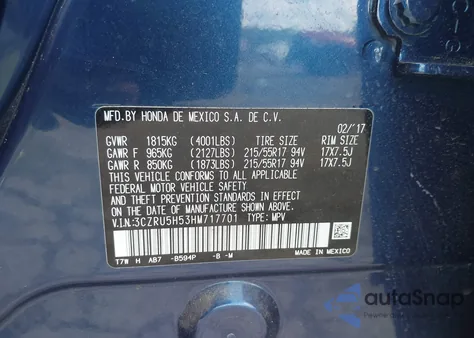 MFD.BY HONDA DE MEXICO S.A. DE C.V.
02/'17
GVWR 1815KG (4001LBS) TIRE SIZE RIM SIZE
GAWR F 965KG (2127LBS) 215/55R17 94V 17X7.5J
GAWR R 850KG (1873LBS) 215/55R17 94V 17X7.5J
THIS VEHICLE CONFORMS TO ALL APPLICABLE
FEDERAL MOTOR VEHICLE SAFETY, BUMPER,
AND THEFT PREVENTION STANDARDS IN EFFECT
ON THE DATE OF MANUFACTURE SHOWN ABOVE.
V.I.N:3CZRU5H53HM717701 TYPE: MPV
T7W H AB7 -B594P -B -M
MADE IN MEXICO
autoSnap